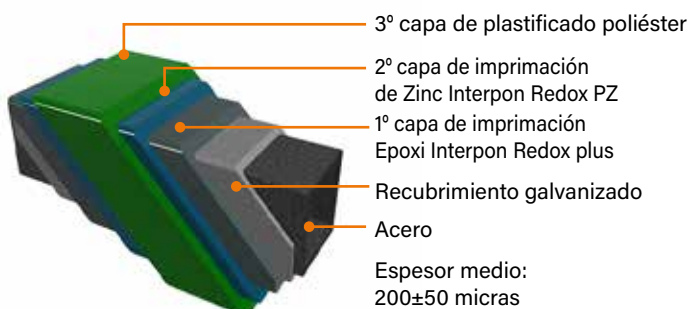 3º capa de plastificado poliéster
2º capa de imprimación
de Zinc Interpon Redox PZ
1º capa de imprimación
Epoxi Interpon Redox plus
Recubrimiento galvanizado
Acero
Espesor medio:
200±50 micras